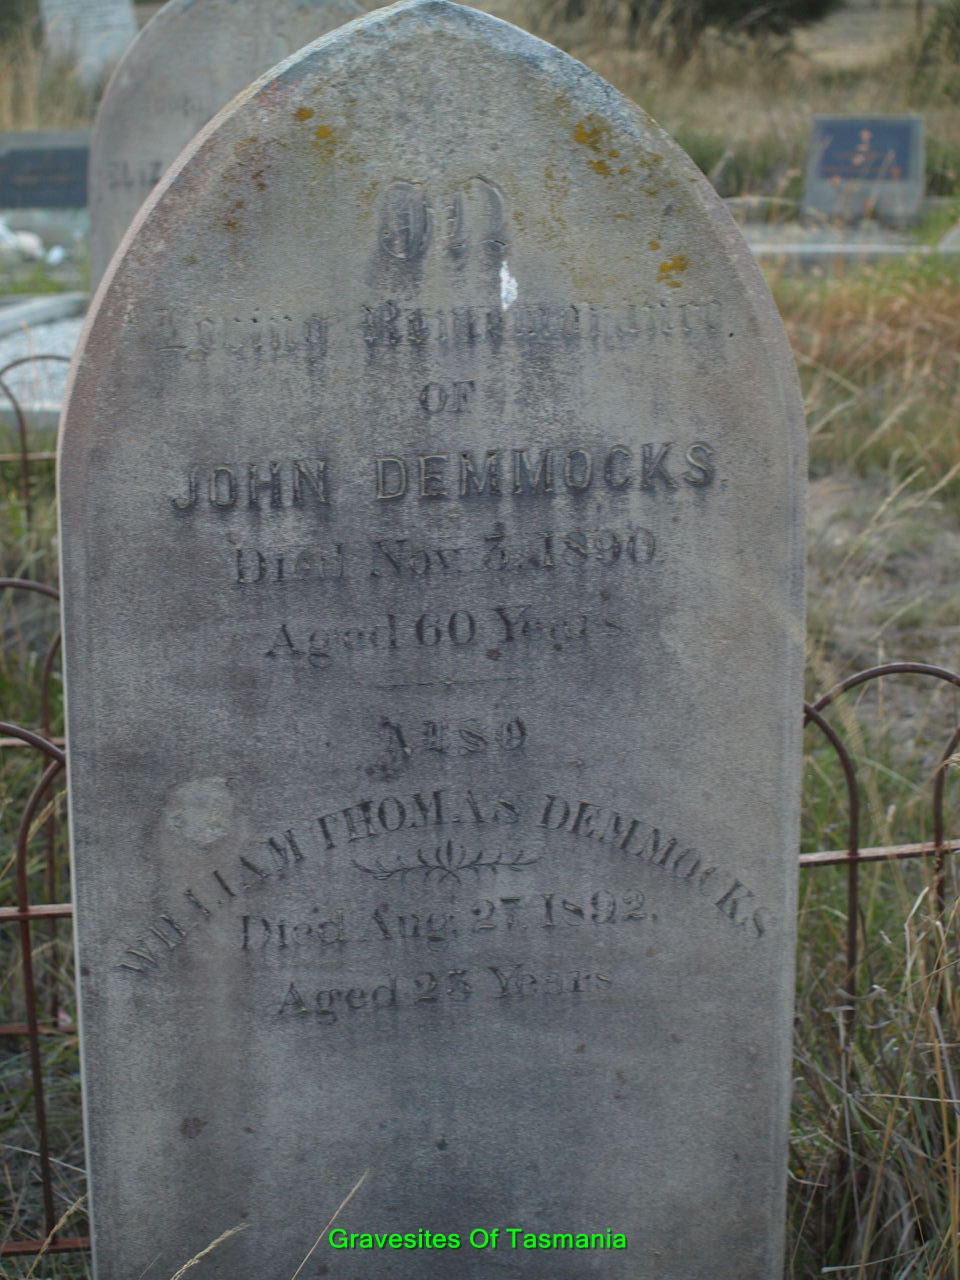 In
Loving Remembrance
OF
JOHN DEMMOCKS.
Died Nov. 3. 1890.
Aged 60 Years
ALSO
WILLIAM THOMAS DEMMOCKS
Died Aug. 27. 1892.
Aged 23 Years
Gravesites Of Tasmania